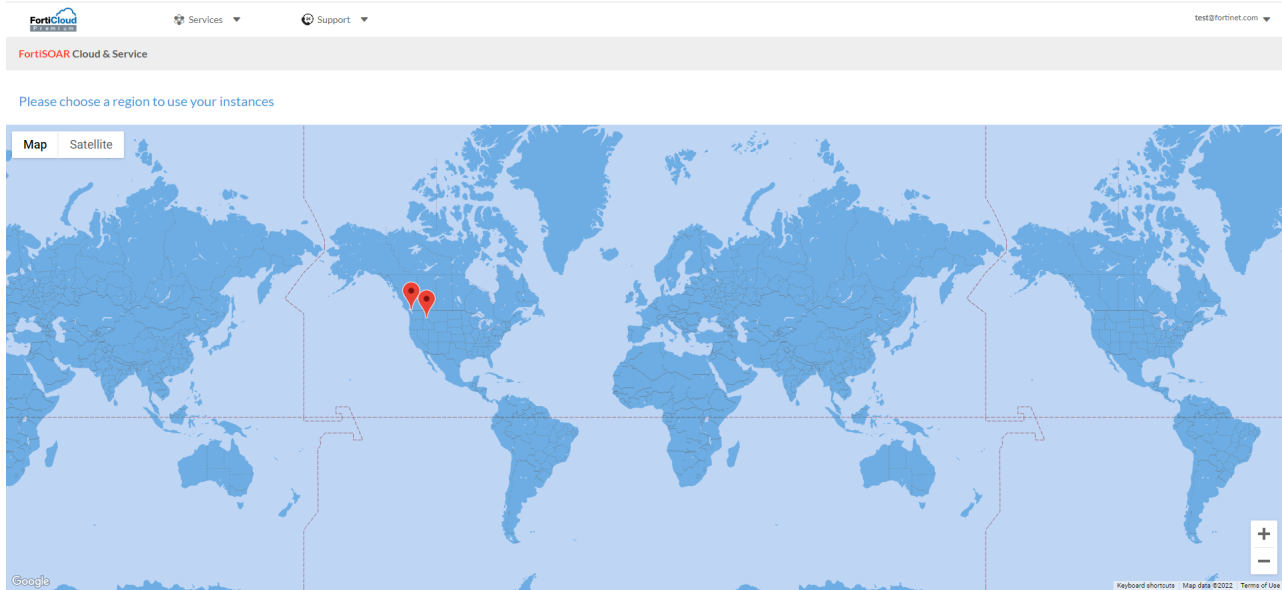 FortiCloud
Premium
Services
Support
test@fortinet.com
FortiSOAR Cloud & Service
Please choose a region to use your instances
Map
Satellite
Google
Keyboard shortcuts
Map data ©2022
Terms of Use